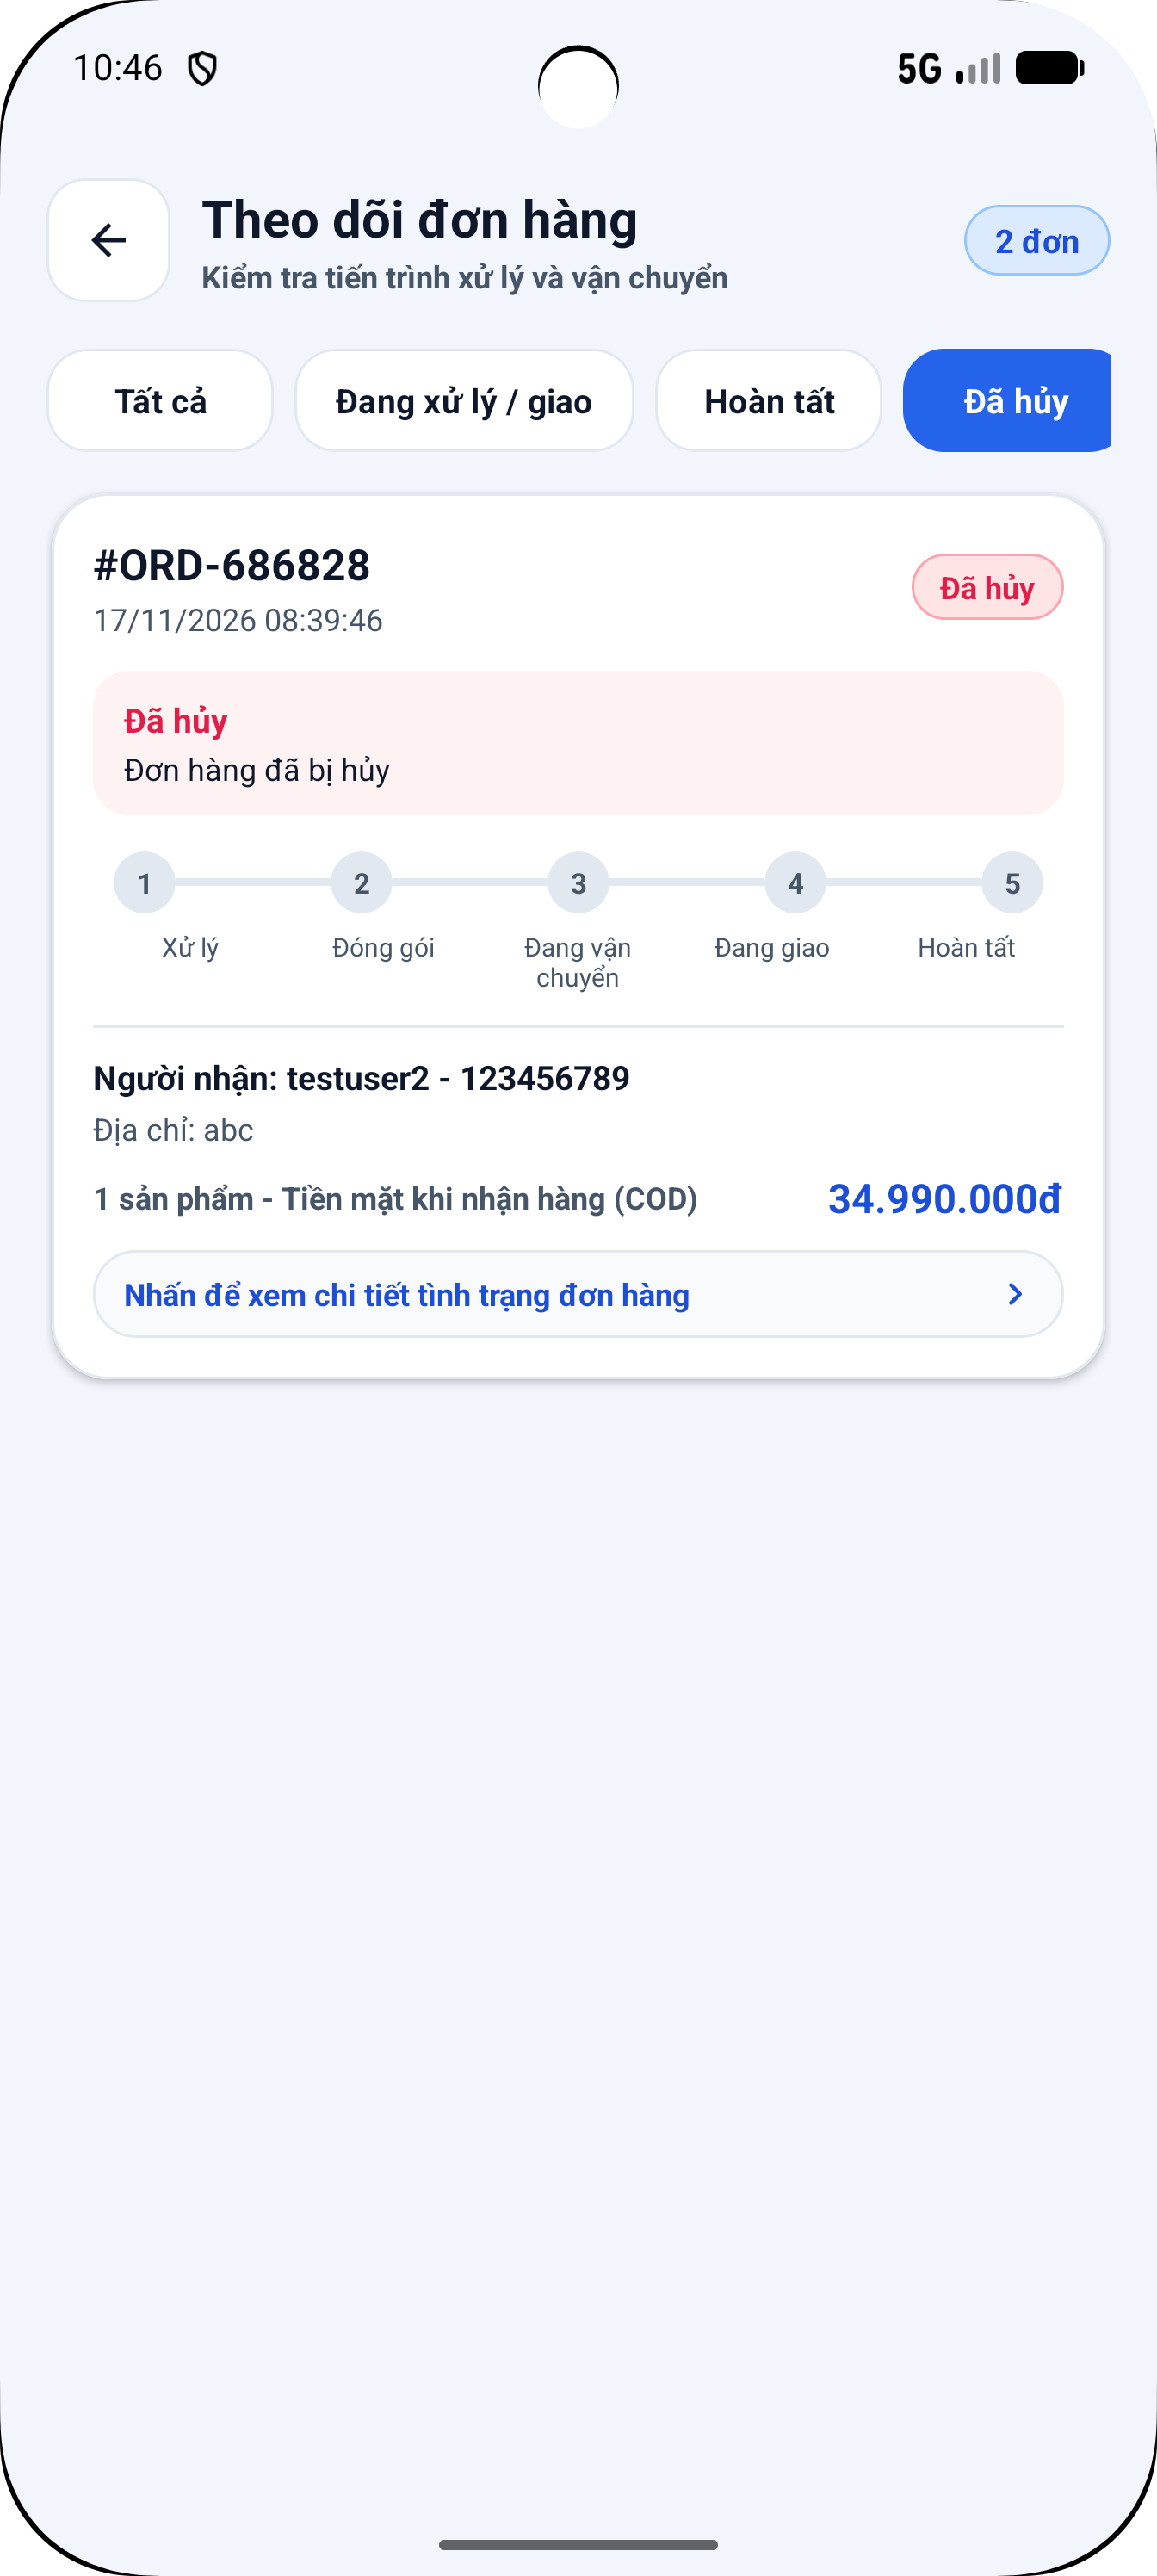 10:46
5G
Theo dõi đơn hàng
Kiểm tra tiến trình xử lý và vận chuyển
2 đơn
Tất cả
Đang xử lý / giao
Hoàn tất
Đã hủy
#ORD-686828
17/11/2026 08:39:46
Đã hủy
Đã hủy
Đơn hàng đã bị hủy
1 2 3 4 5
Xử lý
Đóng gói
Đang vận
chuyển
Đang giao
Hoàn tất
Người nhận: testuser2 - 123456789
Địa chỉ: abc
1 sản phẩm - Tiền mặt khi nhận hàng (COD)
34.990.000đ
Nhấn để xem chi tiết tình trạng đơn hàng